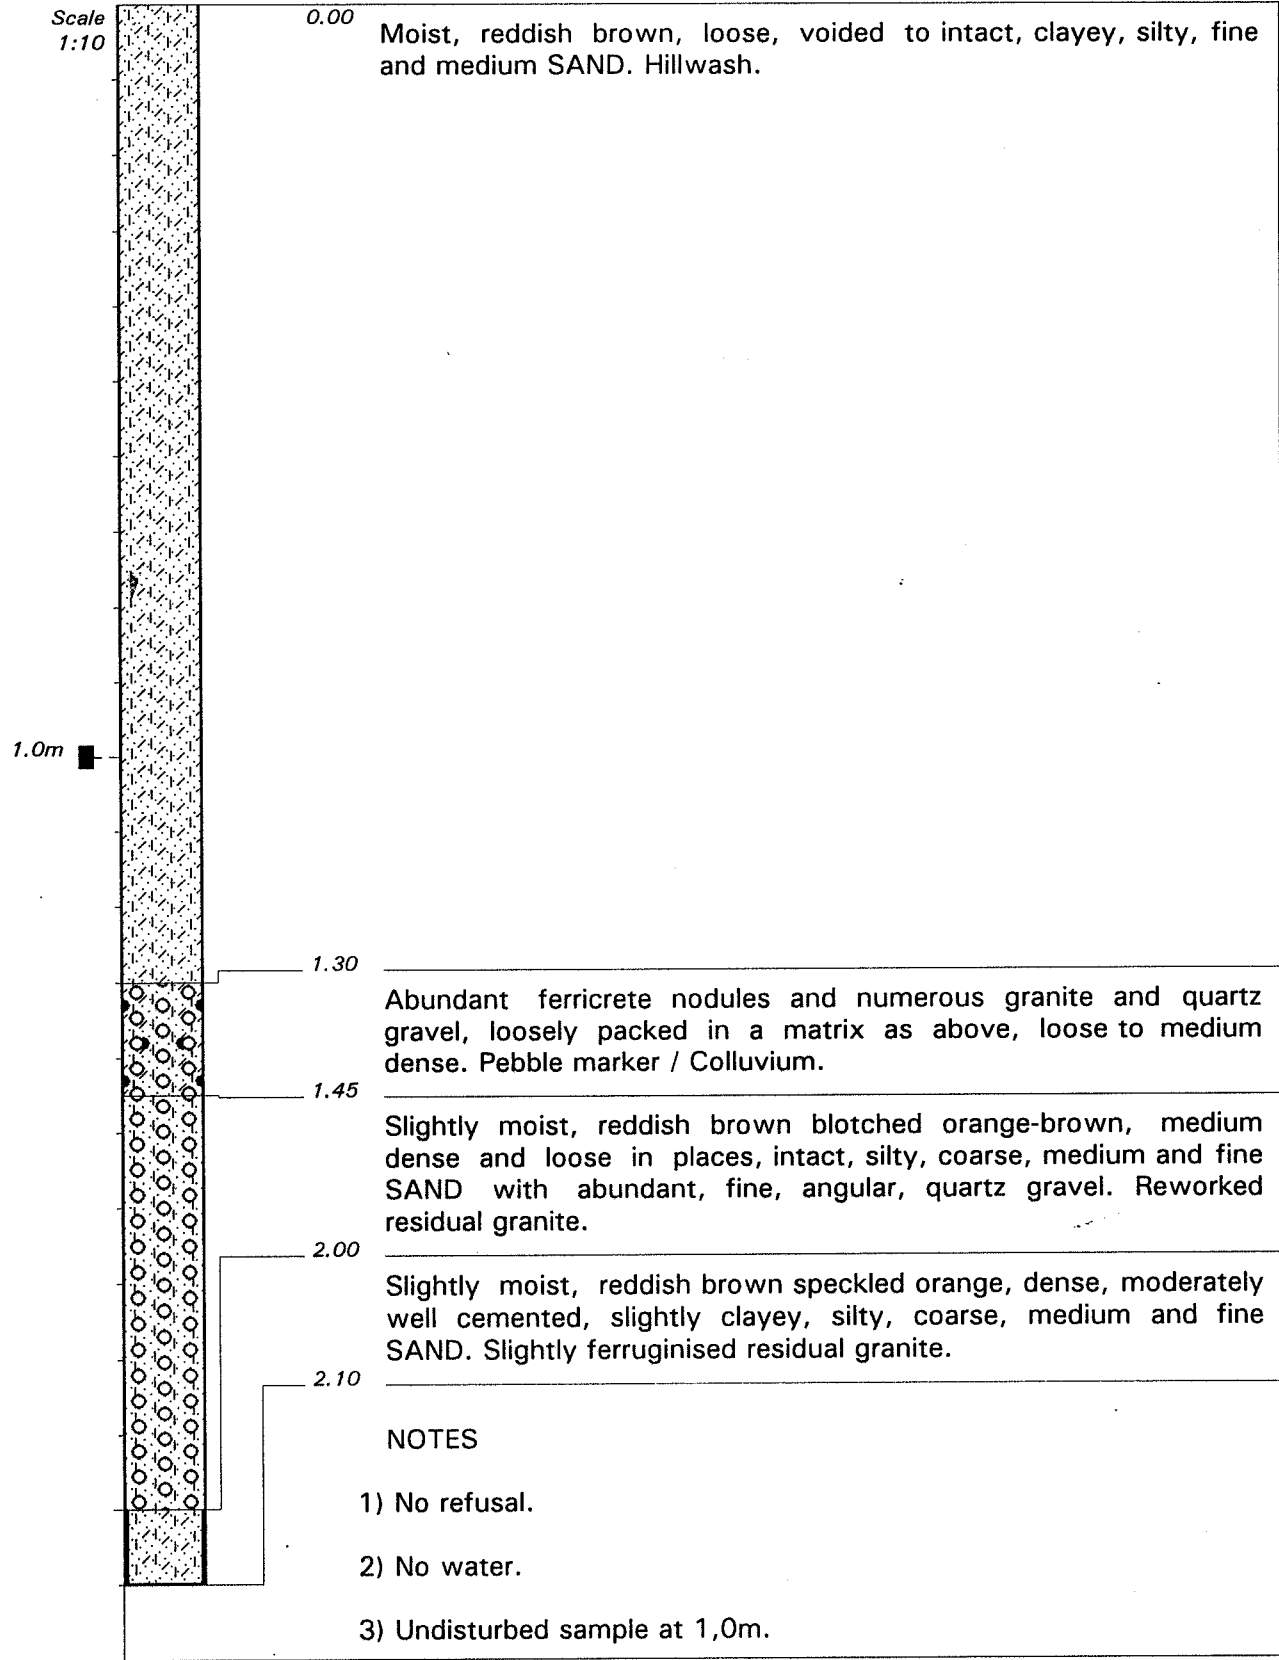 Scale
1:10
0.00
Moist, reddish brown, loose, voided to intact, clayey, silty, fine
and medium SAND. Hillwash.
1.0m
1.30
Abundant ferricrete nodules and numerous granite and quartz
gravel, loosely packed in a matrix as above, loose to medium
dense. Pebble marker / Colluvium.
1.45
Slightly moist, reddish brown blotched orange-brown, medium
dense and loose in places, intact, silty, coarse, medium and fine
SAND with abundant, fine, angular, quartz gravel. Reworked
residual granite.
2.00
Slightly moist, reddish brown speckled orange, dense, moderately
well cemented, slightly clayey, silty, coarse, medium and fine
SAND. Slightly ferruginised residual granite.
2.10
NOTES
1) No refusal.
2) No water.
3) Undisturbed sample at 1,0m.